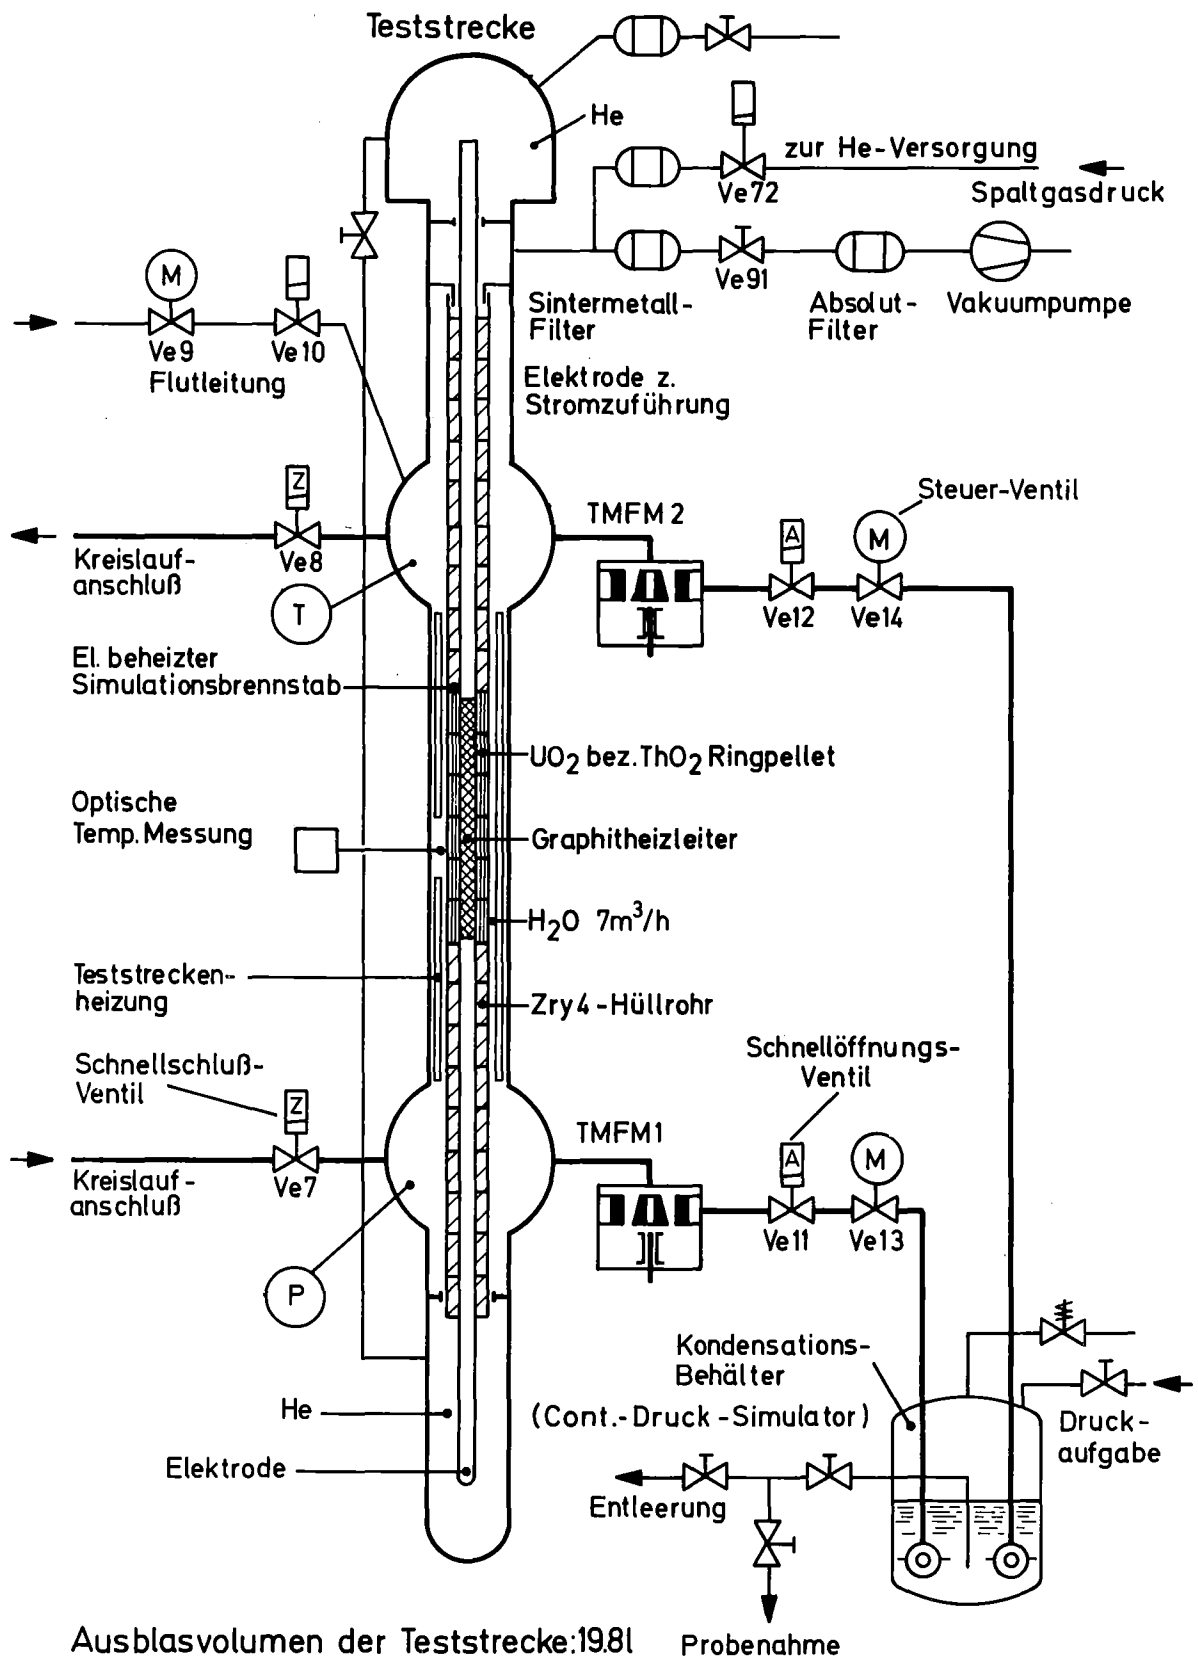 Teststrecke
He
zur He-Versorgung
Ve72
Spaltgasdruck
Ve91
M
Ve9
Ve10
Flutleitung
Sintermetall-
Filter
Absolut-
Filter
Vakuumpumpe
Elektrode z.
Stromzuführung
Z
Ve8
Kreislauf-
anschluß
T
TMFM 2
Steuer-Ventil
A
M
Ve12
Ve14
El. beheizter
Simulationsbrennstab
UO2 bez. ThO2 Ringpellet
Optische
Temp. Messung
Graphitheizleiter
H2O 7m³/h
Teststrecken-
heizung
Zry 4 - Hüllrohr
Schnellschluß-
Ventil
Z
Ve7
Kreislauf-
anschluß
P
Schnellöffnungs-
Ventil
TMFM1
A
M
Ve11
Ve13
Kondensations-
Behälter
(Cont.-Druck-Simulator)
Druck-
aufgabe
He
Elektrode
Entleerung
Probenahme
Ausblasvolumen der Teststrecke: 19.8l